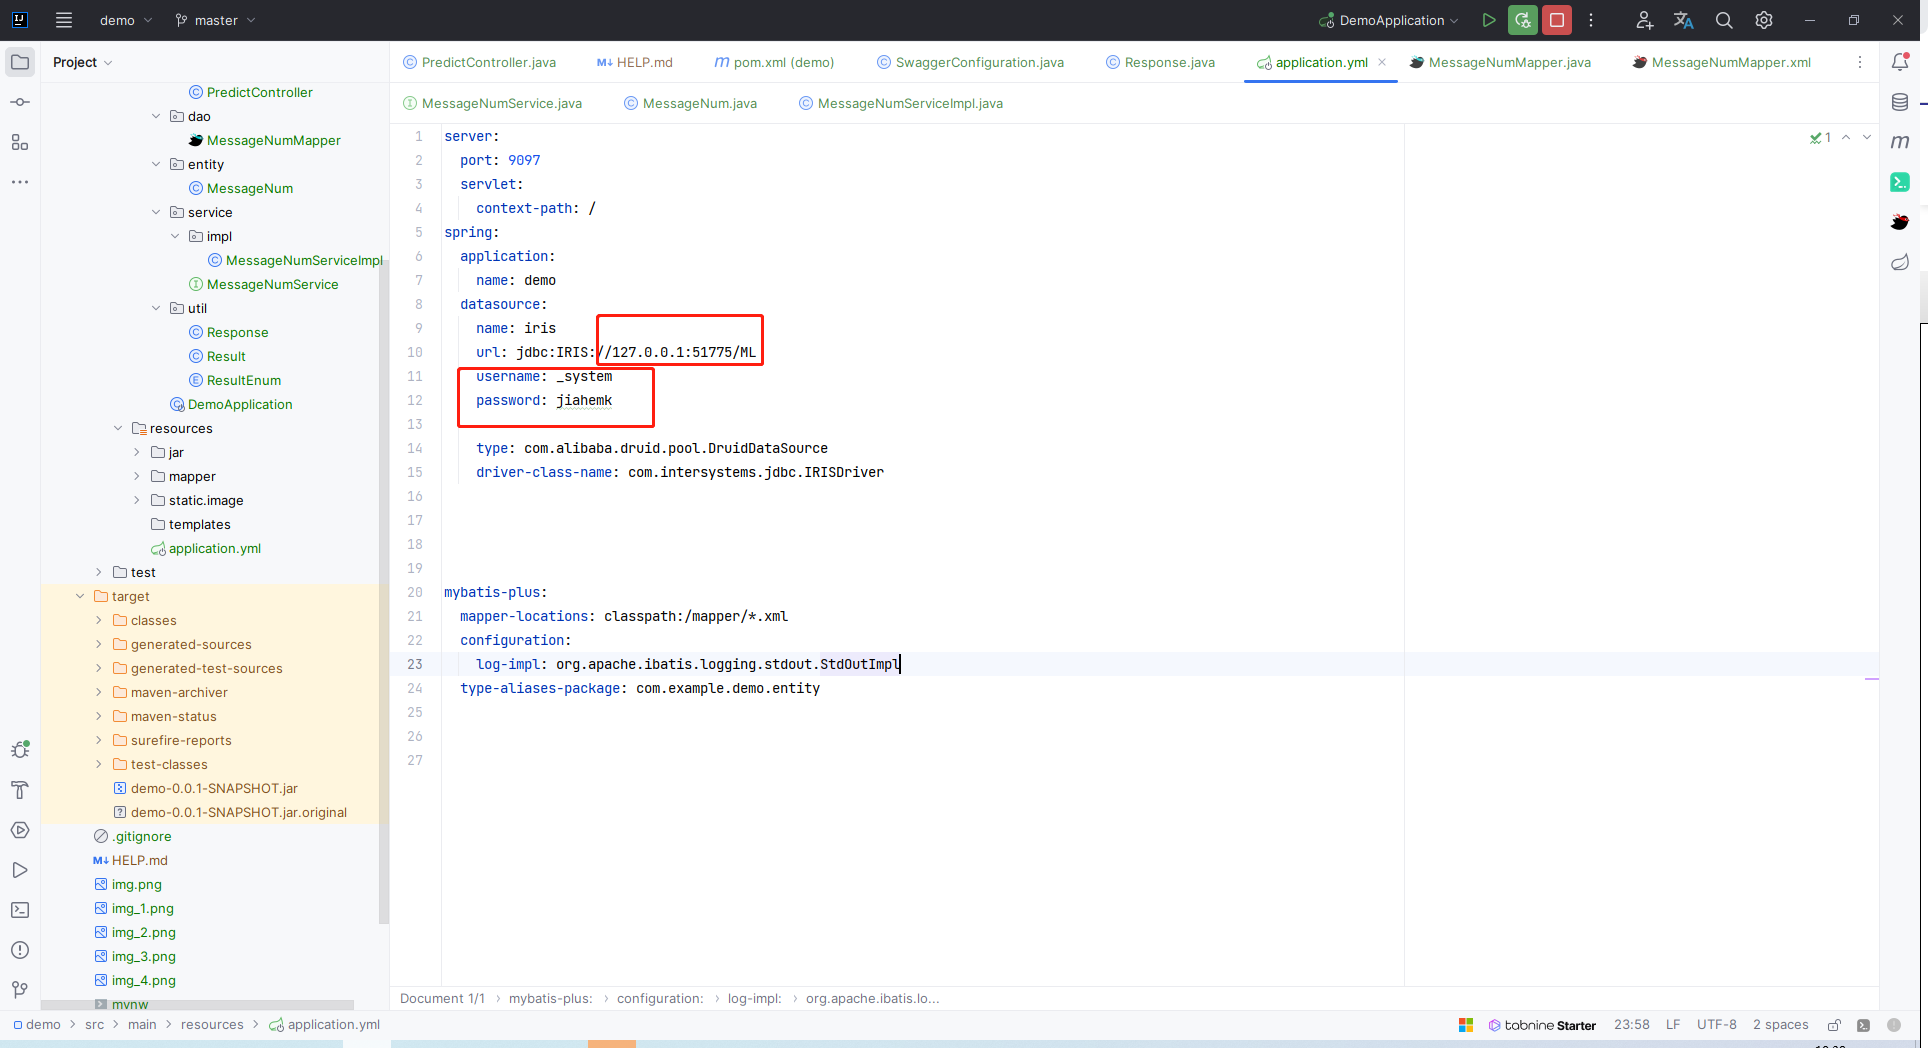 demo master DemoApplication
Project
PredictController.java HELP.md pom.xml (demo) SwaggerConfiguration.java Response.java application.yml MessageNumMapper.java MessageNumMapper.xml
MessageNumService.java MessageNum.java MessageNumServiceImpl.java
PredictController
dao
MessageNumMapper
entity
MessageNum
service
impl
MessageNumServiceImpl
MessageNumService
util
Response
Result
ResultEnum
DemoApplication
resources
jar
mapper
static.image
templates
application.yml
test
target
classes
generated-sources
generated-test-sources
maven-archiver
maven-status
surefire-reports
test-classes
demo-0.0.1-SNAPSHOT.jar
demo-0.0.1-SNAPSHOT.jar.original
.gitignore
HELP.md
img.png
img_1.png
img_2.png
img_3.png
img_4.png
mvnw
1 server:
2 port: 9097
3 servlet:
4 context-path: /
5 spring:
6 application:
7 name: demo
8 datasource:
9 name: iris
10 url: jdbc:IRIS://127.0.0.1:51775/ML
11 username: _system
12 password: jiahemk
13
14 type: com.alibaba.druid.pool.DruidDataSource
15 driver-class-name: com.intersystems.jdbc.IRISDriver
16
17
18
19
20 mybatis-plus:
21 mapper-locations: classpath:/mapper/*.xml
22 configuration:
23 log-impl: org.apache.ibatis.logging.stdout.StdOutImpl
24 type-aliases-package: com.example.demo.entity
25
26
27
1
Document 1/1 › mybatis-plus: › configuration: › log-impl: › org.apache.ibatis.lo...
demo › src › main › resources › application.yml
tabnine Starter 23:58 LF UTF-8 2 spaces